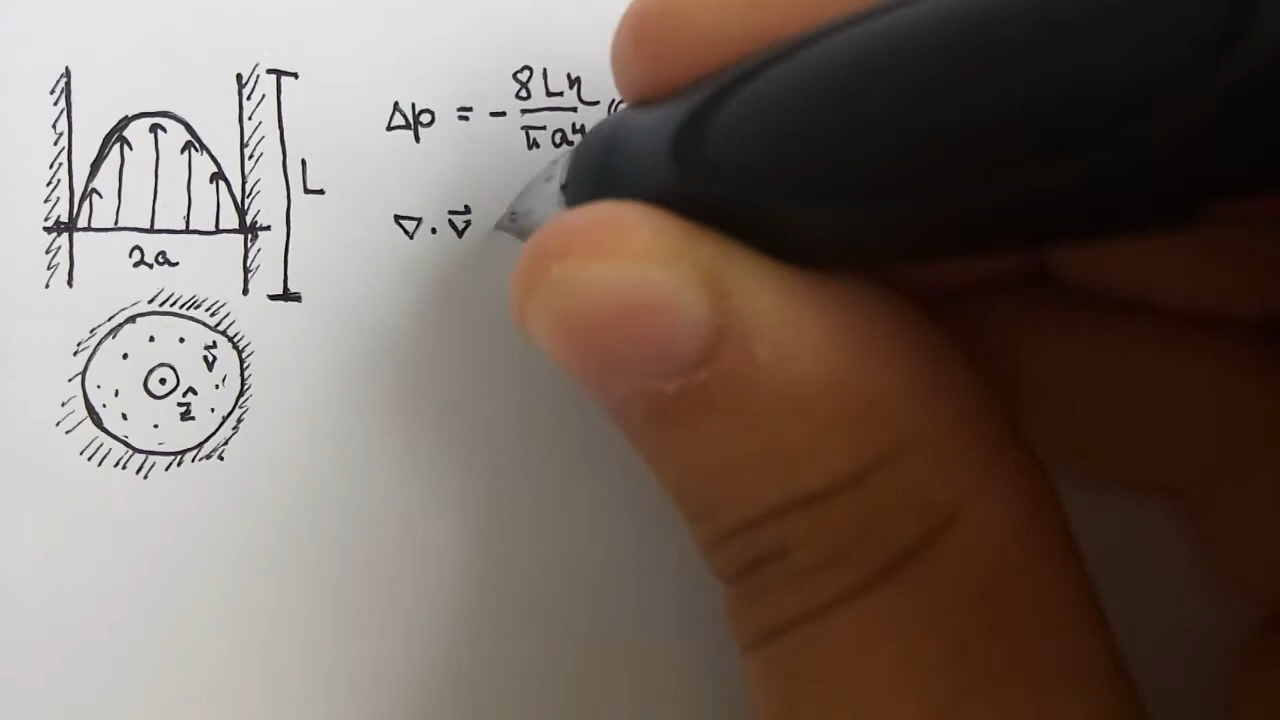 Δp = - 8Lη / πa⁴
L
∇ · v⃗
2a
v⃗
ẑ